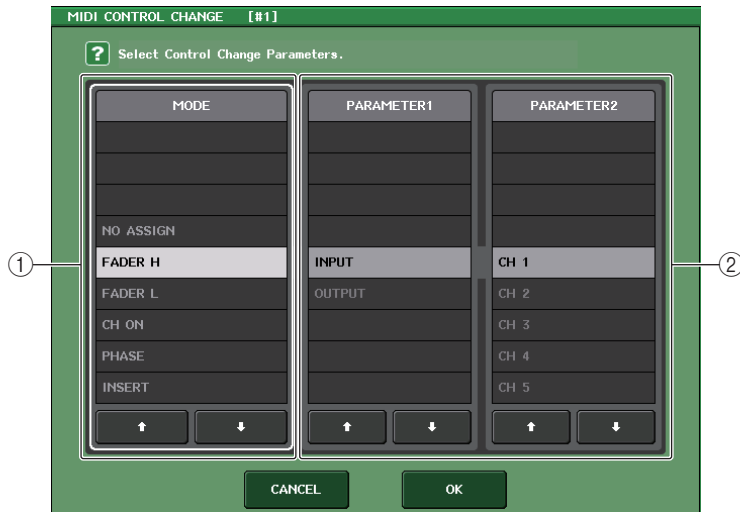 MIDI CONTROL CHANGE [#1]
? Select Control Change Parameters.
MODE
NO ASSIGN
FADER H
FADER L
CH ON
PHASE
INSERT
PARAMETER1
INPUT
OUTPUT
PARAMETER2
CH 1
CH 2
CH 3
CH 4
CH 5
1
2
CANCEL
OK